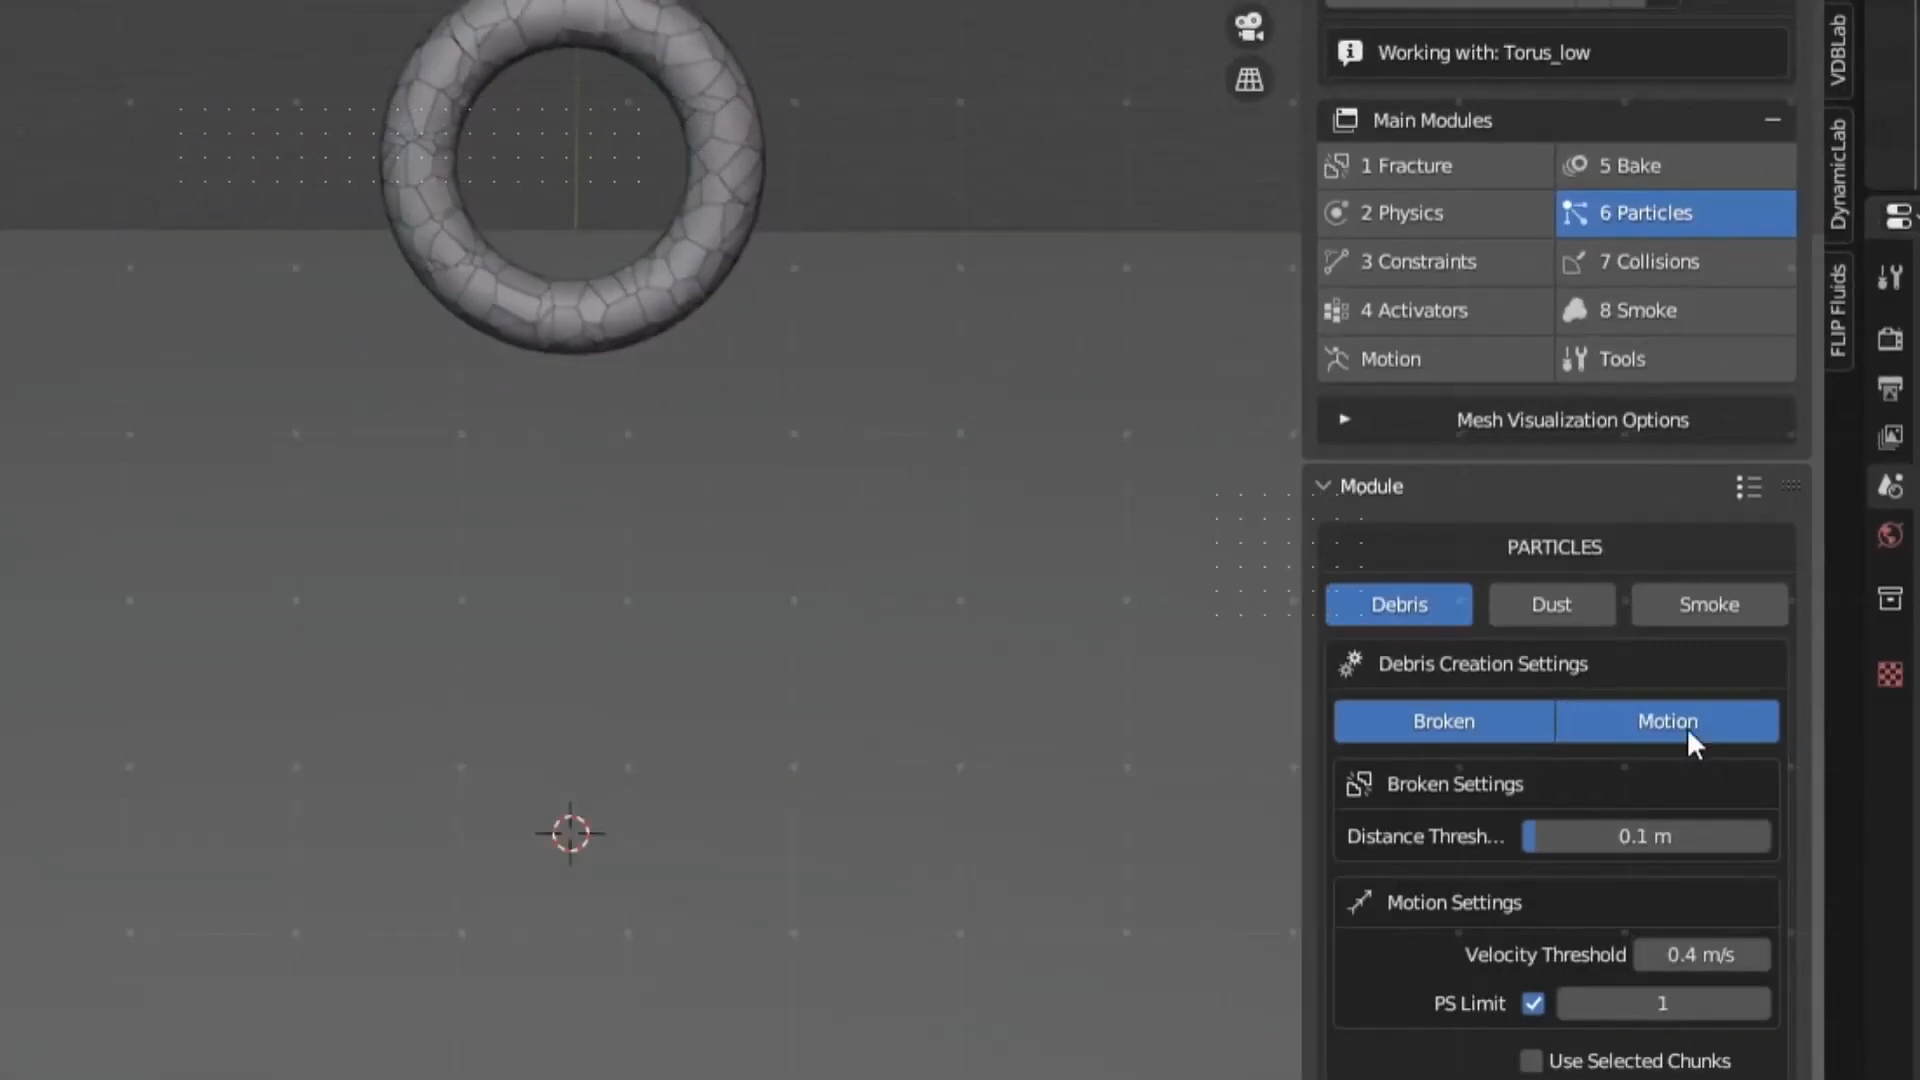 Working with: Torus_low
Main Modules
1 Fracture
5 Bake
2 Physics
6 Particles
3 Constraints
7 Collisions
4 Activators
8 Smoke
Motion
Tools
Mesh Visualization Options
Module
PARTICLES
Debris
Dust
Smoke
Debris Creation Settings
Broken
Motion
Broken Settings
Distance Thresh...
0.1 m
Motion Settings
Velocity Threshold
0.4 m/s
PS Limit
1
Use Selected Chunks
VDBLab
DynamicLab
FLIP Fluids